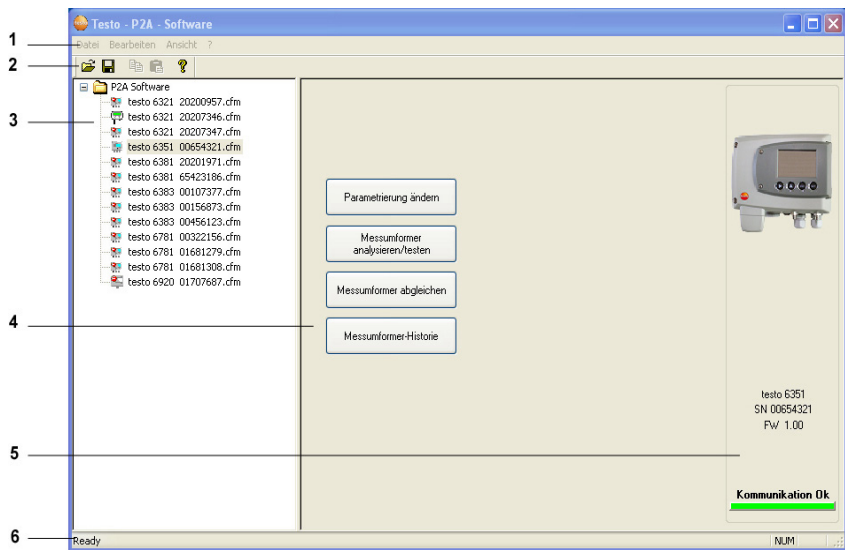 Testo - P2A - Software
1
Datei Bearbeiten Ansicht ?
2
P2A Software
testo 6321 20200957.cfm
3
testo 6321 20207346.cfm
testo 6321 20207347.cfm
testo 6351 00654321.cfm
testo 6381 20201971.cfm
testo 6381 65423186.cfm
testo 6383 00107377.cfm
testo 6383 00156873.cfm
testo 6383 00456123.cfm
testo 6781 00322156.cfm
testo 6781 01681279.cfm
testo 6781 01681308.cfm
testo 6920 01707687.cfm
Parametrierung ändern
Messumformer
analysieren/testen
Messumformer abgleichen
4
Messumformer-Historie
testo 6351
SN 00654321
FW 1.00
5
Kommunikation Ok
6
Ready
NUM